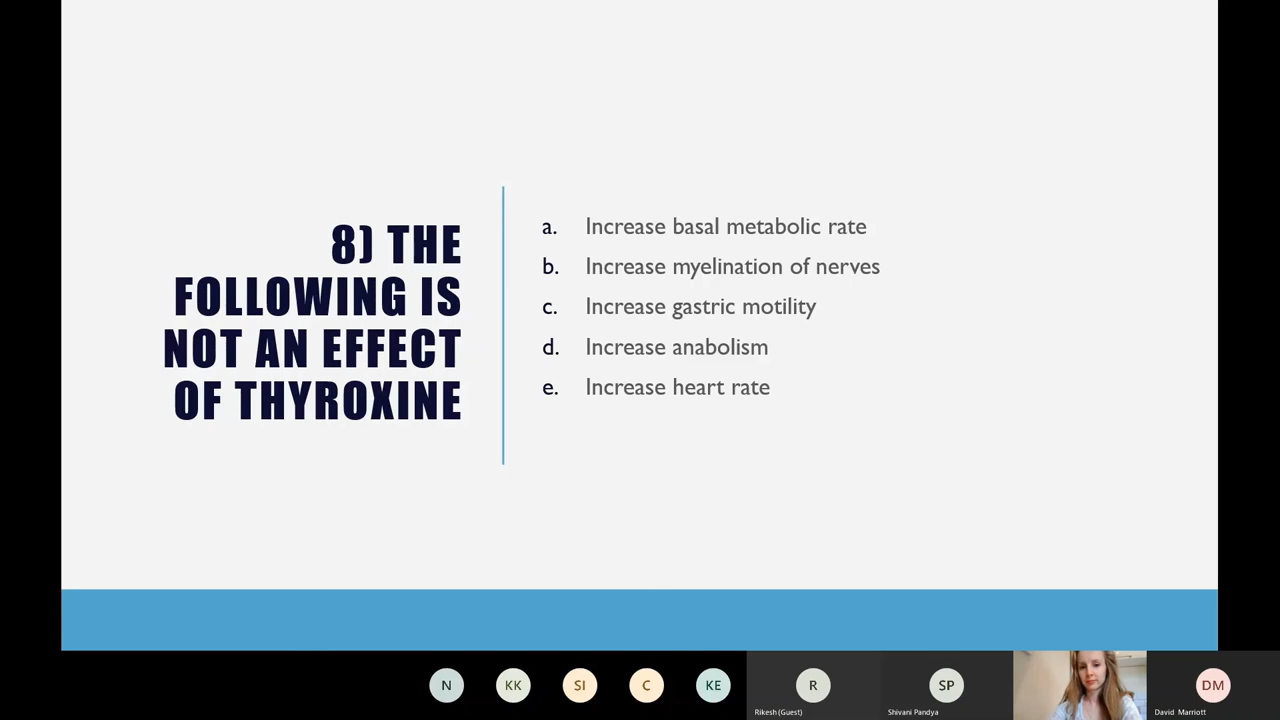 8) THE
FOLLOWING IS
NOT AN EFFECT
OF THYROXINE
a. Increase basal metabolic rate
b. Increase myelination of nerves
c. Increase gastric motility
d. Increase anabolism
e. Increase heart rate
N KK SI C KE R SP DM
Rikesh (Guest) Shivani Pandya David Marriott